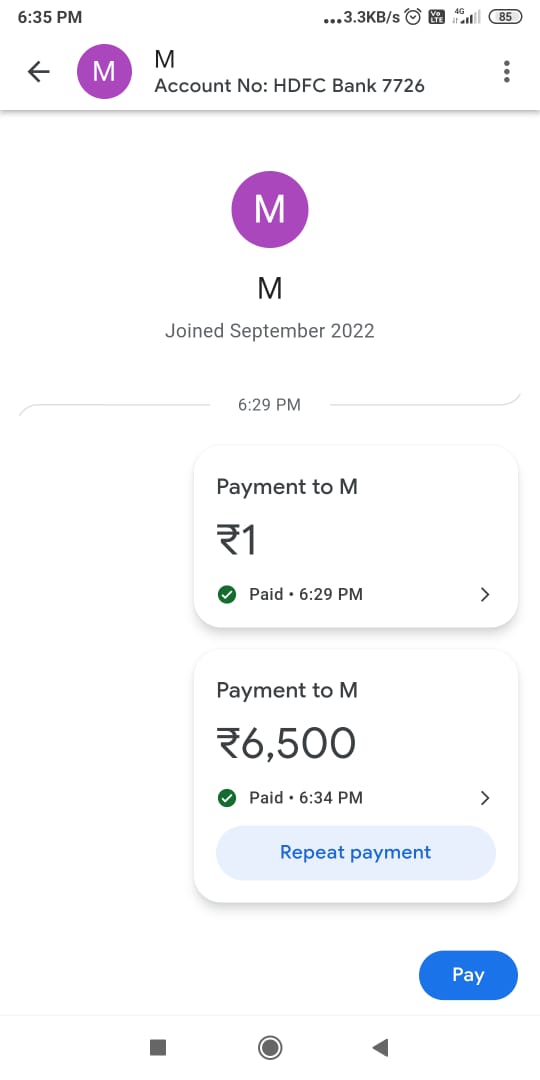 6:35 PM
...3.3KB/s Vo LTE 4G 85
M
M
Account No: HDFC Bank 7726
M
M
Joined September 2022
6:29 PM
Payment to M
₹1
Paid • 6:29 PM
Payment to M
₹6,500
Paid • 6:34 PM
Repeat payment
Pay